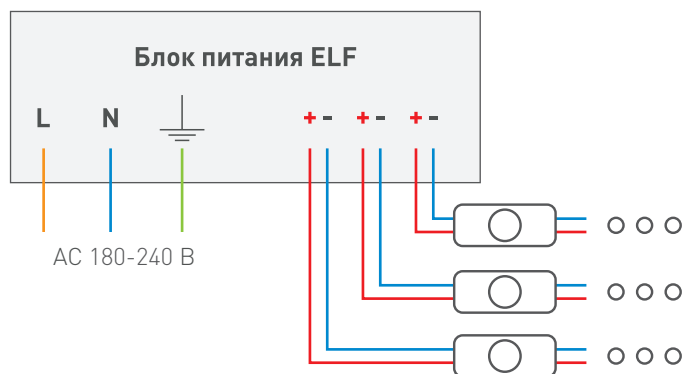 Блок питания ELF
L N + - + - + -
AC 180-240 В